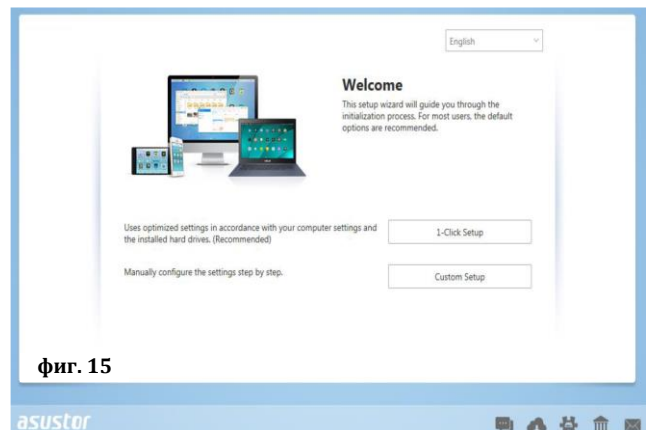 English
Welcome
This setup wizard will guide you through the
initialization process. For most users, the default
options are recommended.
Uses optimized settings in accordance with your computer settings and
the installed hard drives. (Recommended)
1-Click Setup
Manually configure the settings step by step.
Custom Setup
фиг. 15
asustor